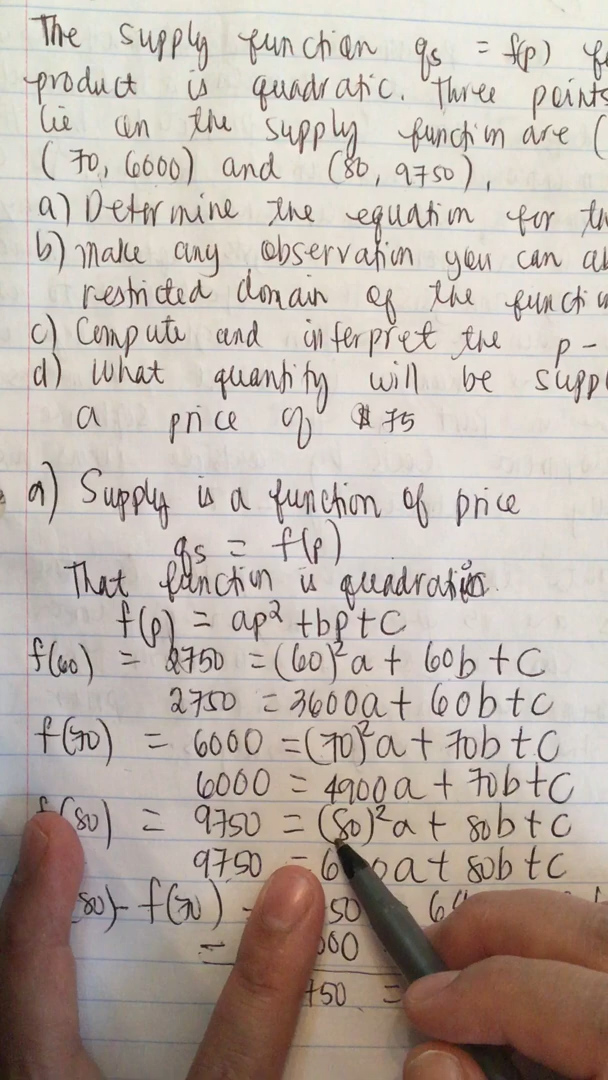 The supply function qs = f(p)
product is quadratic. Three points
lie on the supply function are (
(70, 6000) and (80, 9750),
a) Determine the equation for
b) make any observation you can
restricted domain of the
c) Compute and interpret the p-
d) What quantity will be
a price of $75
a) Supply is a function of price
qs = f(p)
That function is quadratic.
f(p) = ap² + bp + C
f(60) = 2750 = (60)²a + 60b + C
2750 = 3600a + 60b + C
f(70) = 6000 = (70)²a + 70b + C
6000 = 4900a + 70b + C
(80) = 9750 = (80)²a + 80b + C
9750 = a + 80b + C
80) - f(70)
=
750 =